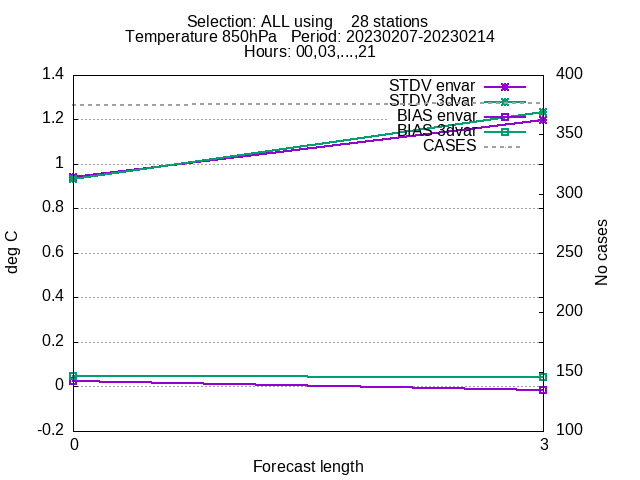 Selection: ALL using    28 stations
Temperature 850hPa   Period: 20230207-20230214
Hours: 00,03,...,21
1.4
1.2
1
0.8
0.6
0.4
0.2
0
-0.2
400
350
300
250
200
150
100
STDV envar
STDV 3dvar
BIAS envar
BIAS 3dvar
CASES
deg C
No cases
0
3
Forecast length